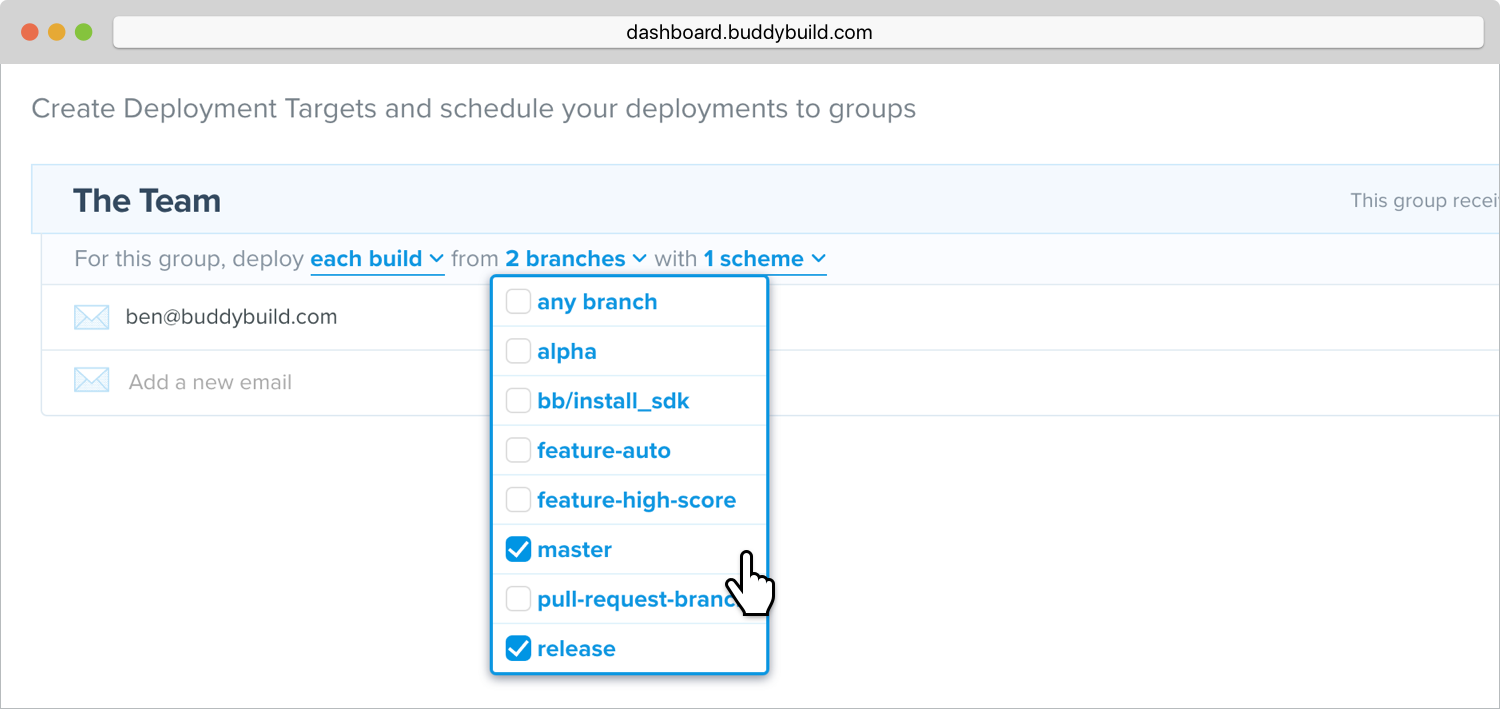 dashboard.buddybuild.com
Create Deployment Targets and schedule your deployments to groups
The Team
This group recei
For this group, deploy each build from 2 branches with 1 scheme
any branch
ben@buddybuild.com
alpha
Add a new email
bb/install_sdk
feature-auto
feature-high-score
master
pull-request-branc
release